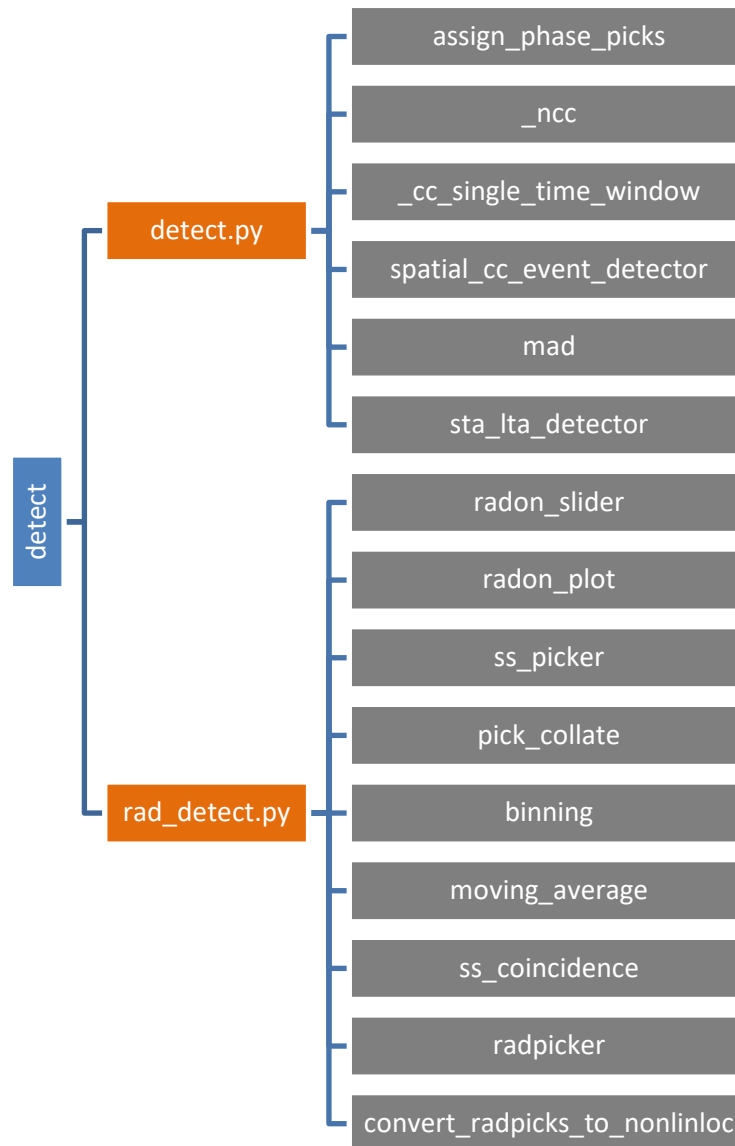 detect
detect.py
assign_phase_picks
_ncc
_cc_single_time_window
spatial_cc_event_detector
mad
sta_lta_detector
rad_detect.py
radon_slider
radon_plot
ss_picker
pick_collate
binning
moving_average
ss_coincidence
radpicker
convert_radpicks_to_nonlinloc